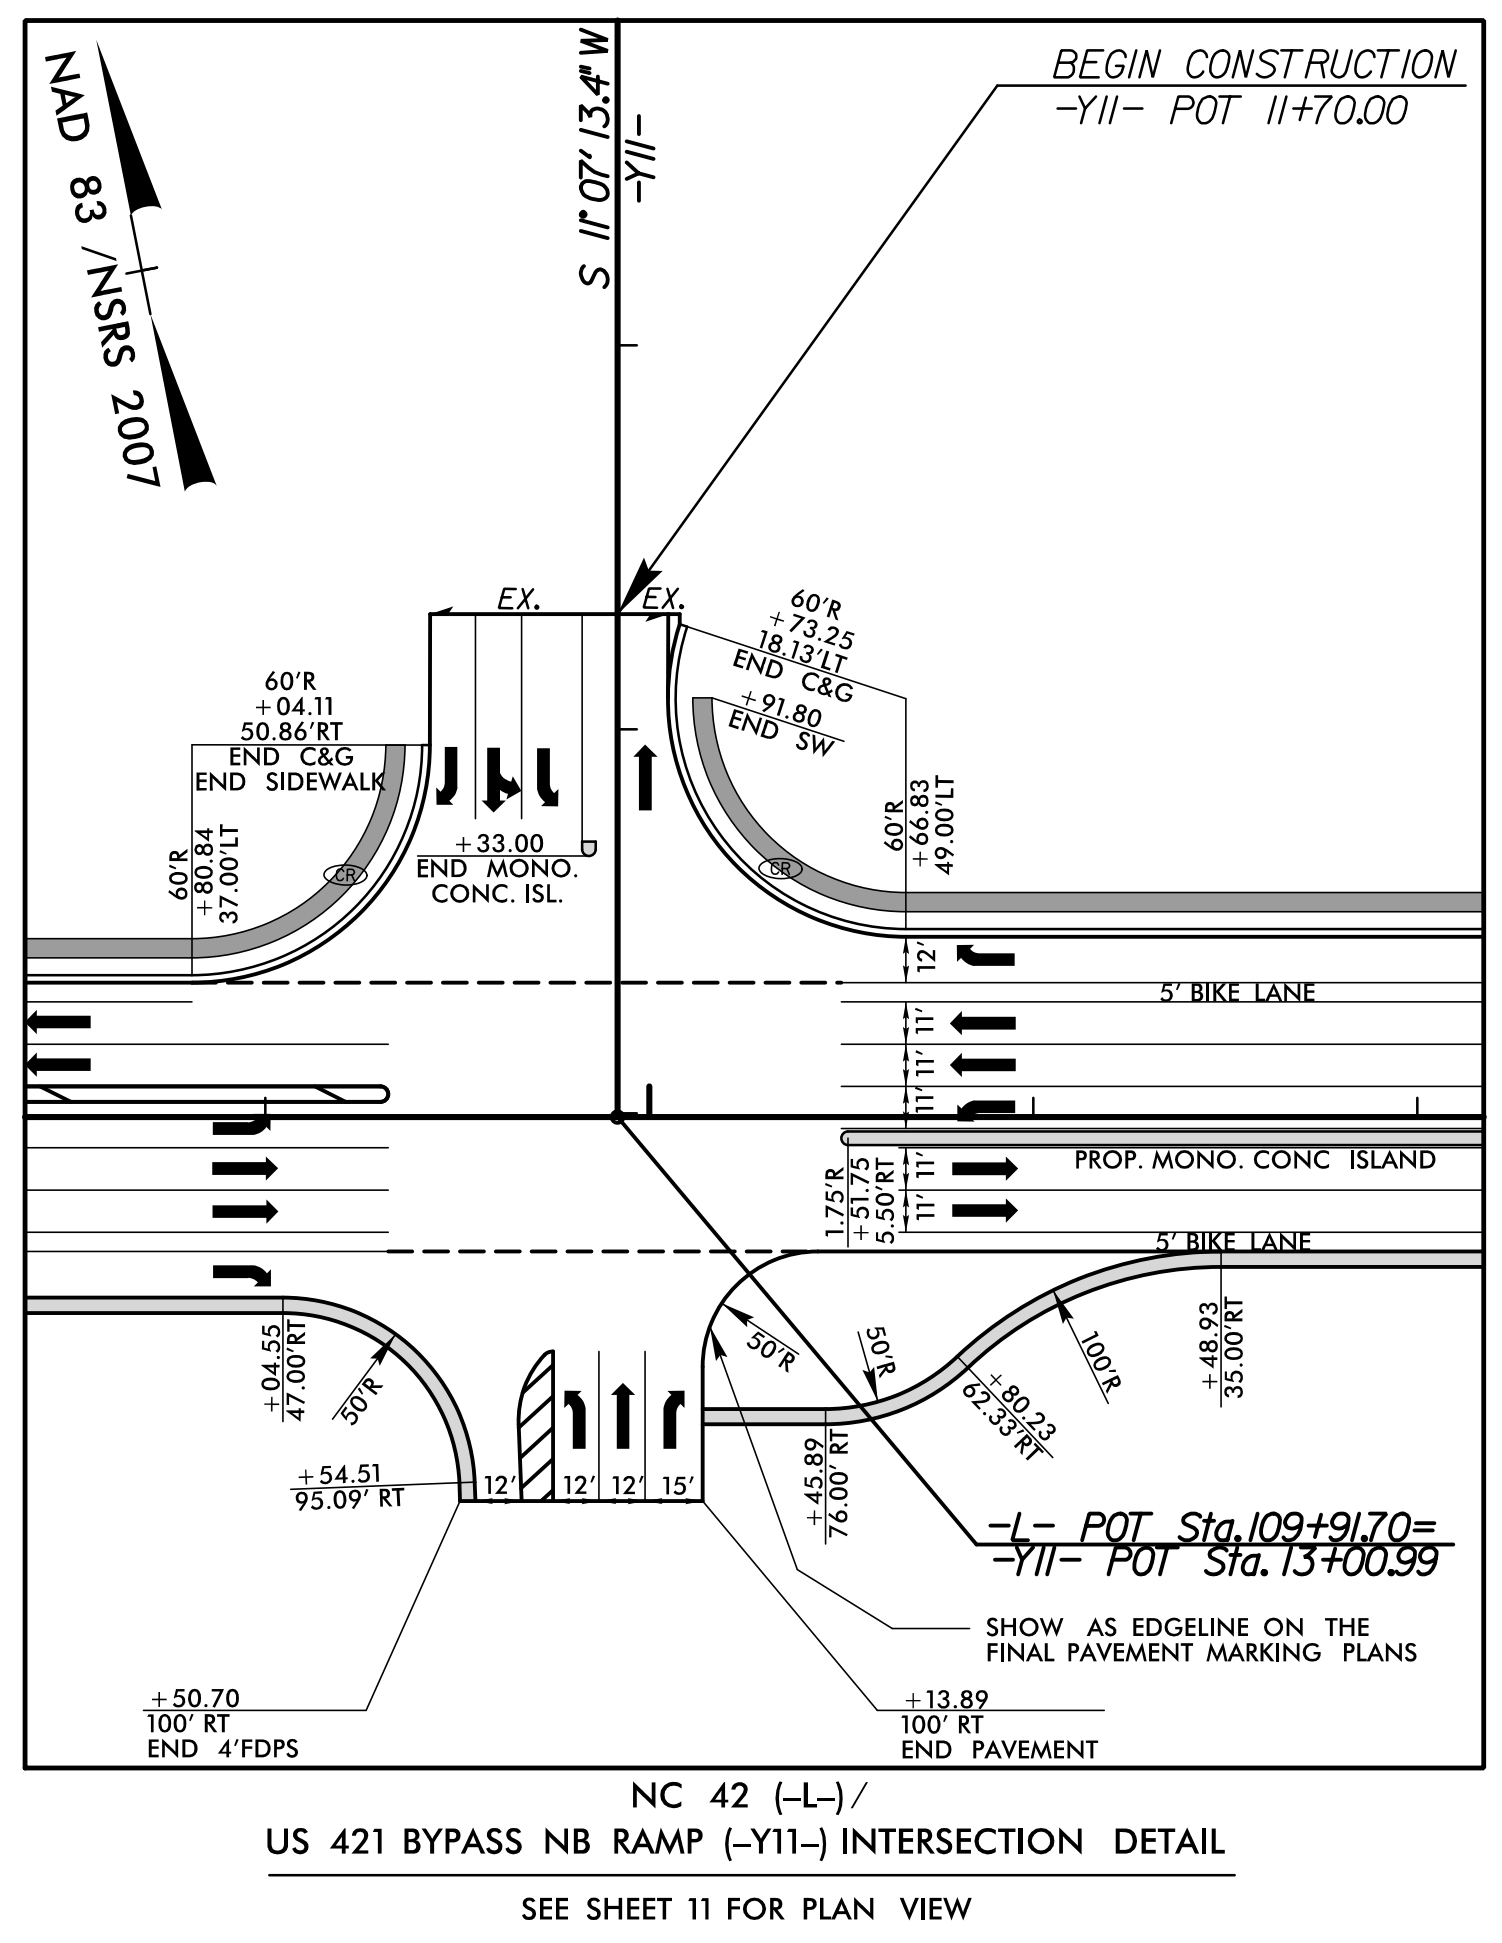 NAD 83 /NSRS 2007
S 11°07' 13.4" W
-Y11-
BEGIN CONSTRUCTION
-Y11- POT 11+70.00
EX.
EX.
60'R
+73.25
18.13'LT
END C&G
+91.80
END SW
60'R
+04.11
50.86'RT
END C&G
END SIDEWALK
60'R
+80.84
37.00'LT
CR
+33.00
END MONO.
CONC. ISL.
CR
60'R
+66.83
49.00'LT
12'
5' BIKE LANE
11'
11'
11'
PROP. MONO. CONC ISLAND
1.75'R
+51.75
5.50'RT
11'
11'
5' BIKE LANE
+04.55
47.00'RT
50'R
50'R
50'R
100'R
+48.93
35.00'RT
+80.23
62.33'RT
+54.51
95.09' RT
12'
12'
12'
15'
+45.89
76.00' RT
-L- POT Sta. 109+91.70=
-Y11- POT Sta. 13+00.99
SHOW AS EDGELINE ON THE
FINAL PAVEMENT MARKING PLANS
+50.70
100' RT
END 4'FDPS
+13.89
100' RT
END PAVEMENT
NC 42 (-L-)/
US 421 BYPASS NB RAMP (-Y11-) INTERSECTION DETAIL
SEE SHEET 11 FOR PLAN VIEW